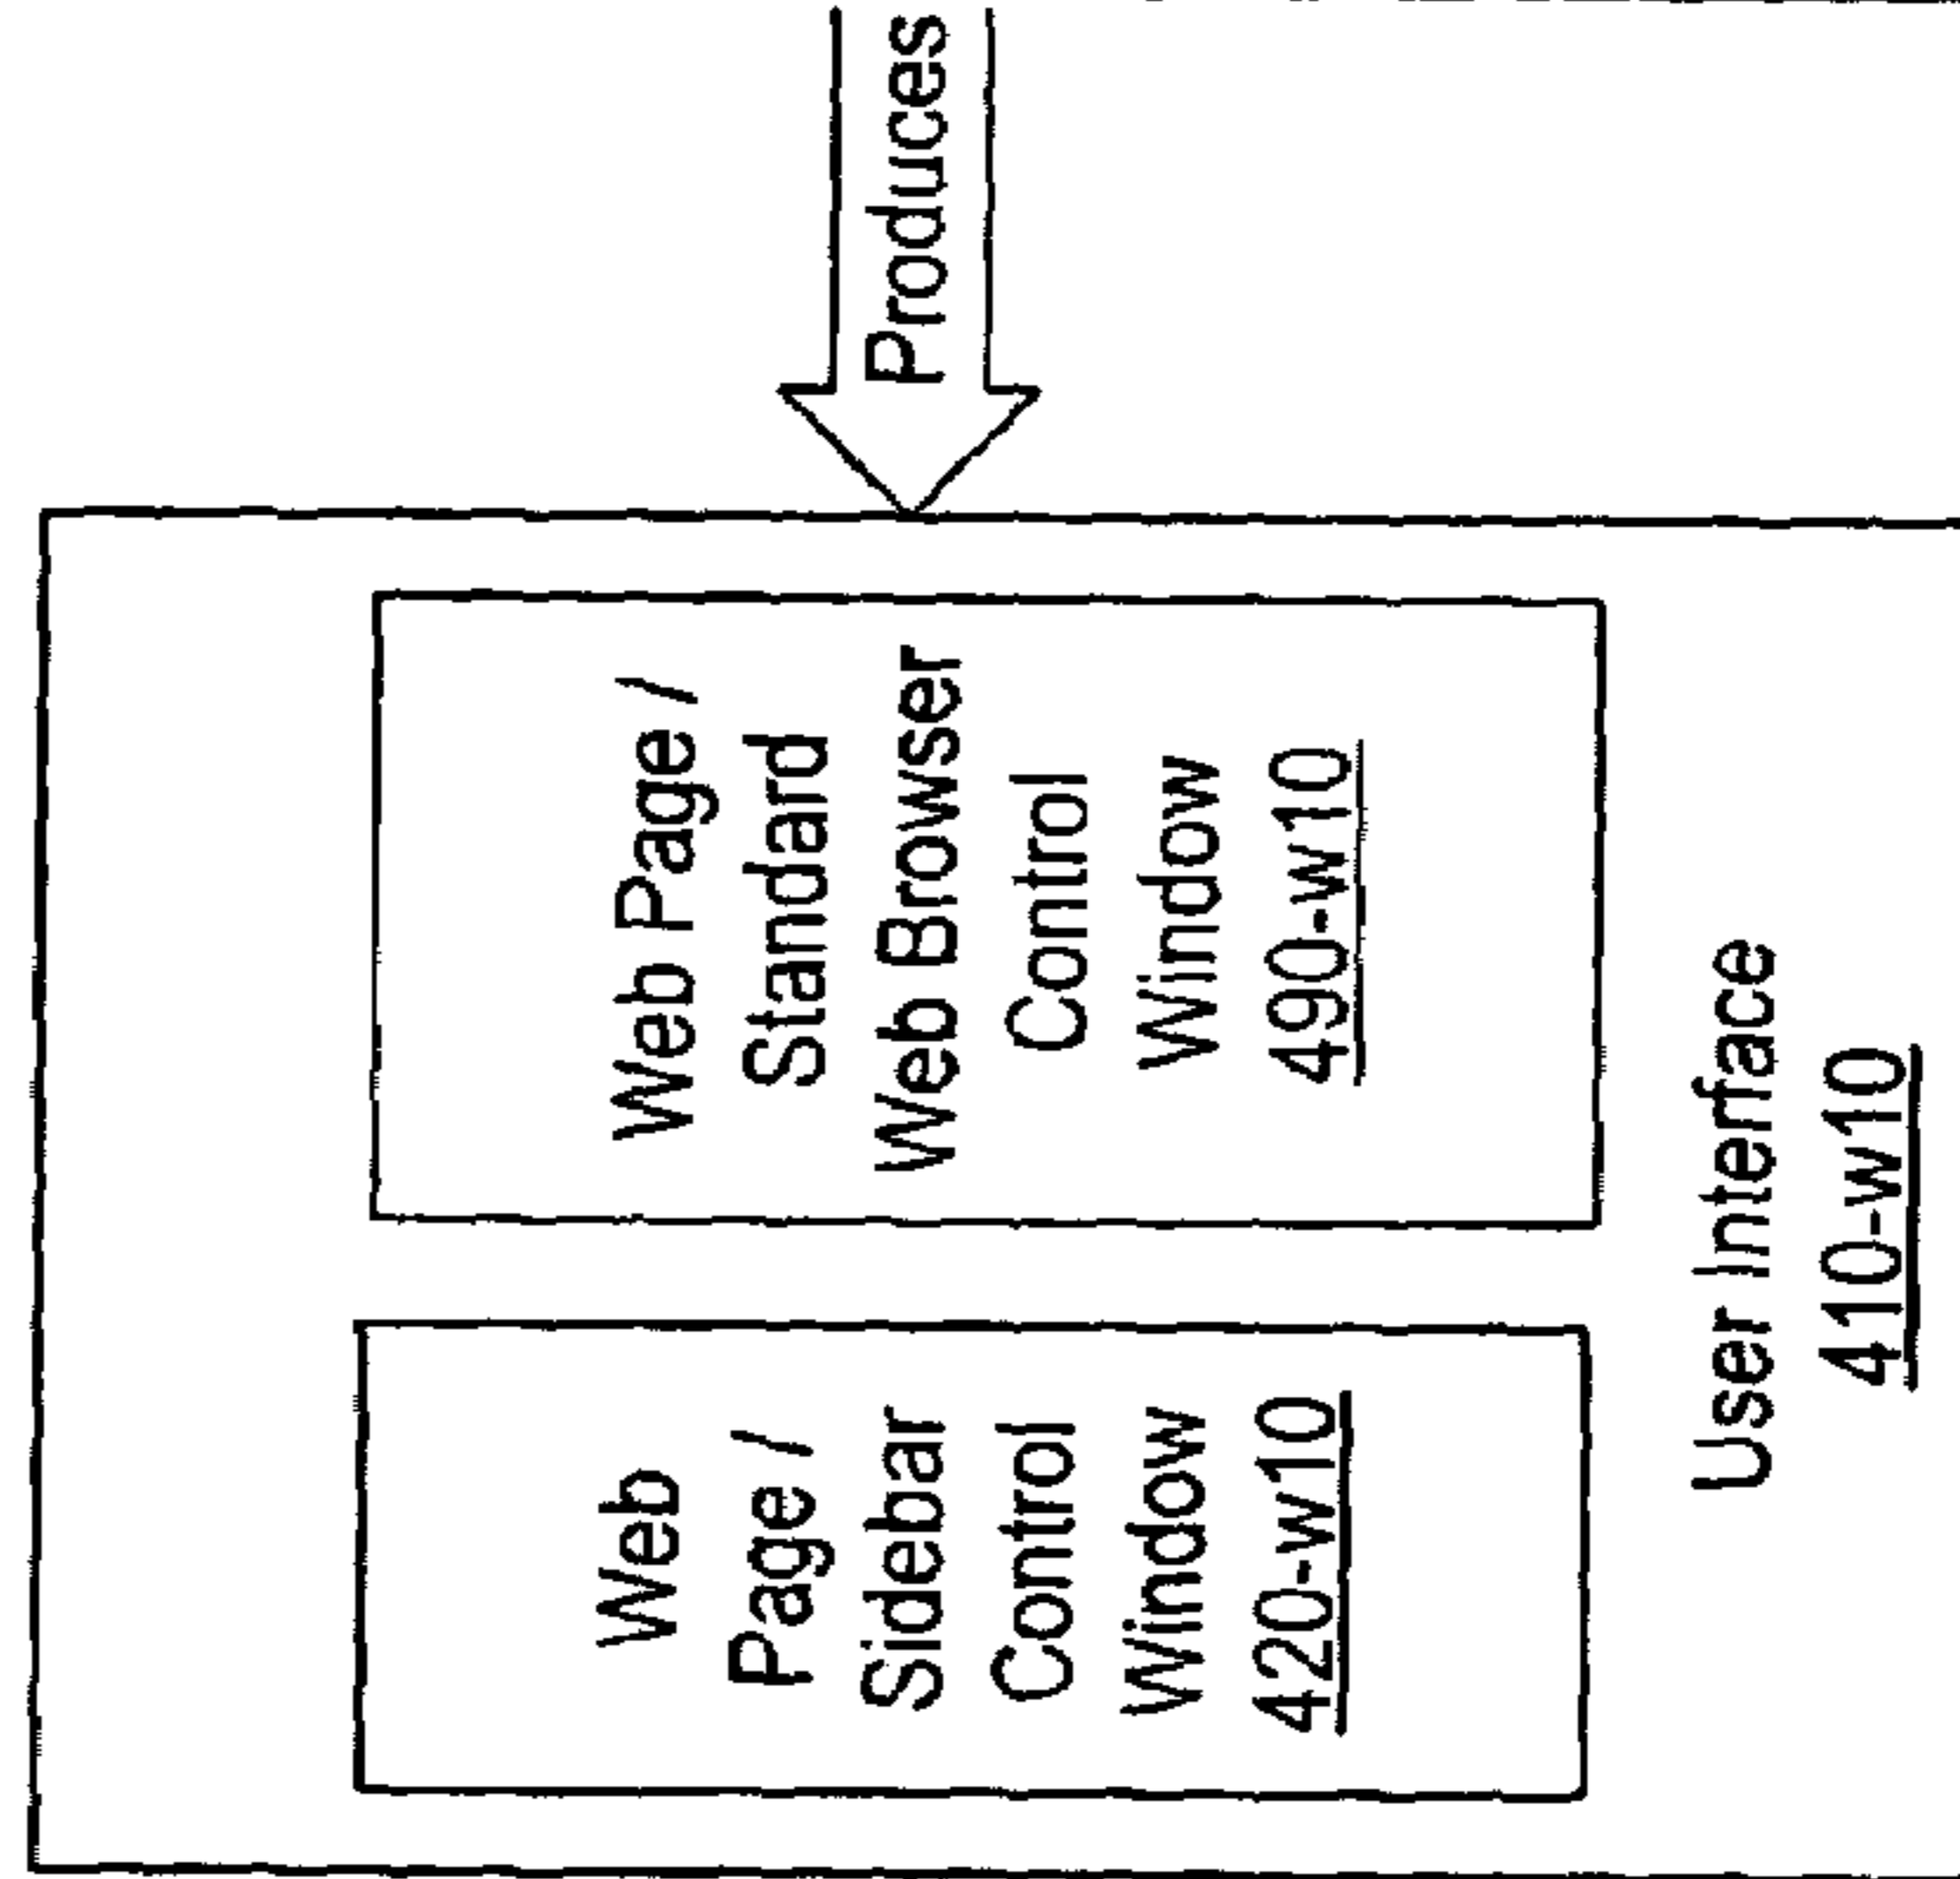 Web
Page /
Sidebar
Control
Window
420-w10
Web Page /
Standard
Web Browser
Control
Window
490-w10
User Interface
410-w10
Produces